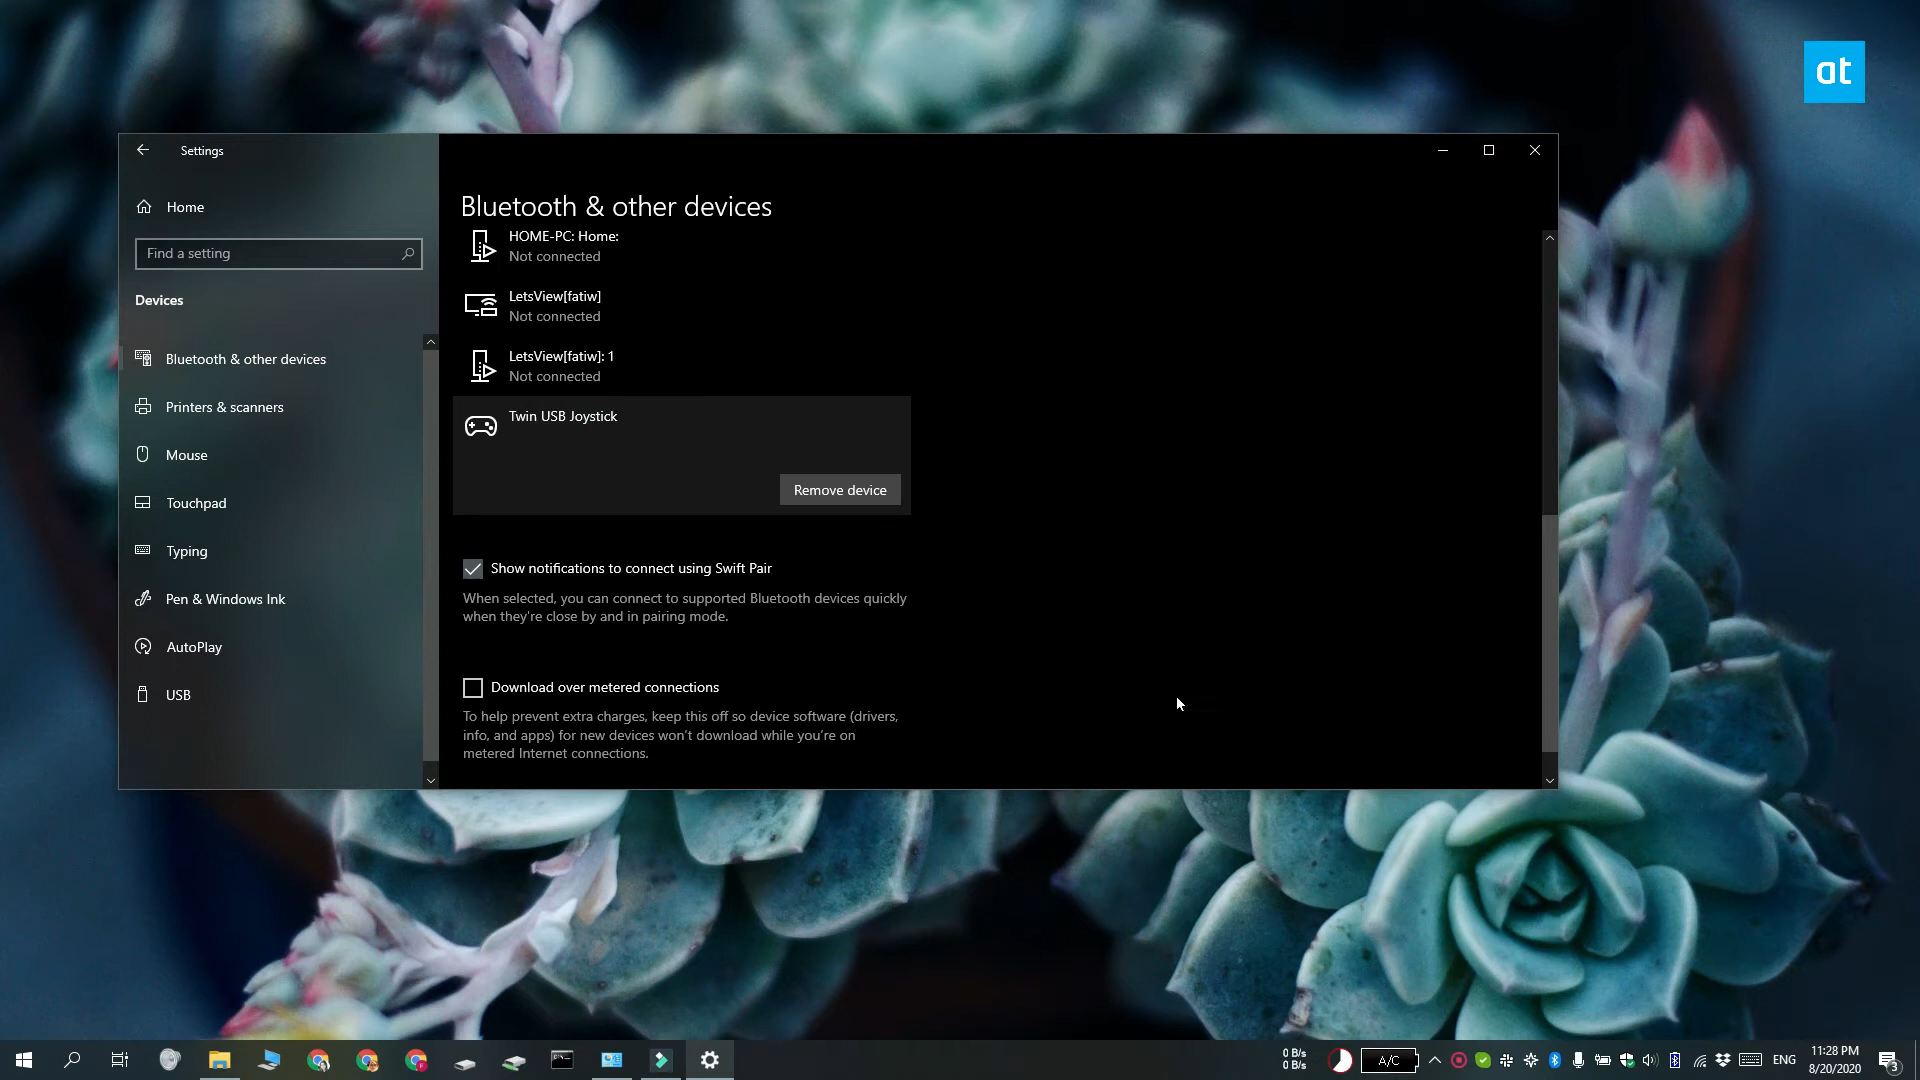 at
Settings
Home
Find a setting
Devices
Bluetooth & other devices
Printers & scanners
Mouse
Touchpad
Typing
Pen & Windows Ink
AutoPlay
USB
Bluetooth & other devices
HOME-PC: Home:
Not connected
LetsView[fatiw]
Not connected
LetsView[fatiw]: 1
Not connected
Twin USB Joystick
Remove device
Show notifications to connect using Swift Pair
When selected, you can connect to supported Bluetooth devices quickly
when they're close by and in pairing mode.
Download over metered connections
To help prevent extra charges, keep this off so device software (drivers,
info, and apps) for new devices won't download while you're on
metered Internet connections.
0 B/s
0 B/s
A/C
ENG
11:28 PM
8/20/2020
3